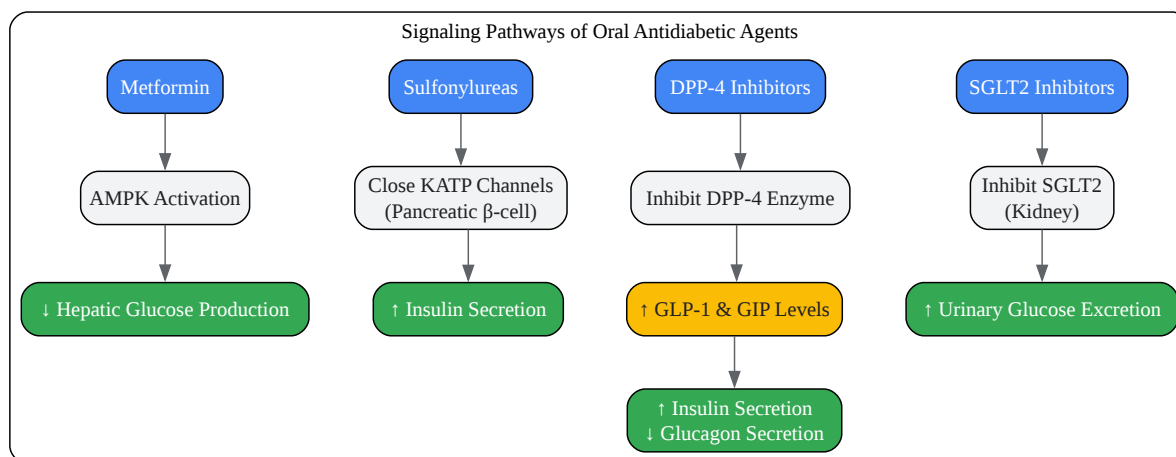 Signaling Pathways of Oral Antidiabetic Agents
Metformin
Sulfonylureas
DPP-4 Inhibitors
SGLT2 Inhibitors
AMPK Activation
Close KATP Channels
(Pancreatic β-cell)
Inhibit DPP-4 Enzyme
Inhibit SGLT2
(Kidney)
↓ Hepatic Glucose Production
↑ Insulin Secretion
↑ GLP-1 & GIP Levels
↑ Urinary Glucose Excretion
↑ Insulin Secretion
↓ Glucagon Secretion